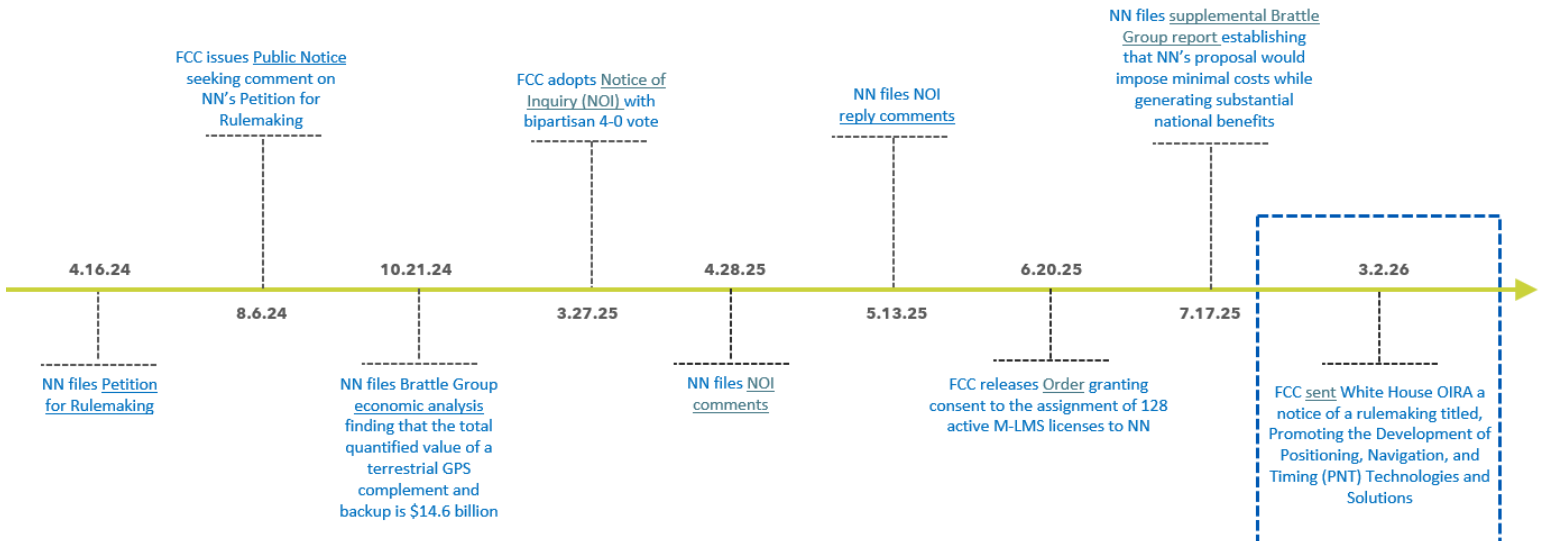 4.16.24
NN files Petition
for Rulemaking
FCC issues Public Notice
seeking comment on
NN’s Petition for
Rulemaking
8.6.24
10.21.24
NN files Brattle Group
economic analysis
finding that the total
quantified value of a
terrestrial GPS
complement and
backup is $14.6 billion
FCC adopts Notice of
Inquiry (NOI) with
bipartisan 4-0 vote
3.27.25
4.28.25
NN files NOI
comments
NN files NOI
reply comments
5.13.25
6.20.25
FCC releases Order granting
consent to the assignment of 128
active M-LMS licenses to NN
NN files supplemental Brattle
Group report establishing
that NN’s proposal would
impose minimal costs while
generating substantial
national benefits
7.17.25
3.2.26
FCC sent White House OIRA a
notice of a rulemaking titled,
Promoting the Development of
Positioning, Navigation, and
Timing (PNT) Technologies and
Solutions